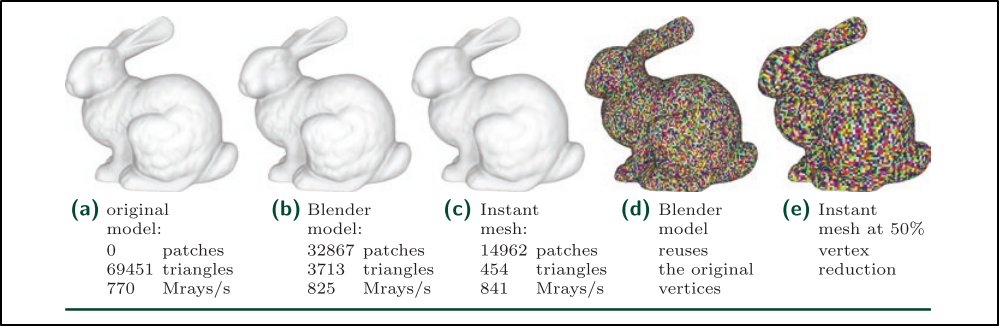 (a) original
model:
0 patches
69451 triangles
770 Mrays/s
(b) Blender
model:
32867 patches
3713 triangles
825 Mrays/s
(c) Instant
mesh:
14962 patches
454 triangles
841 Mrays/s
(d) Blender
model
reuses
the original
vertices
(e) Instant
mesh at 50%
vertex
reduction